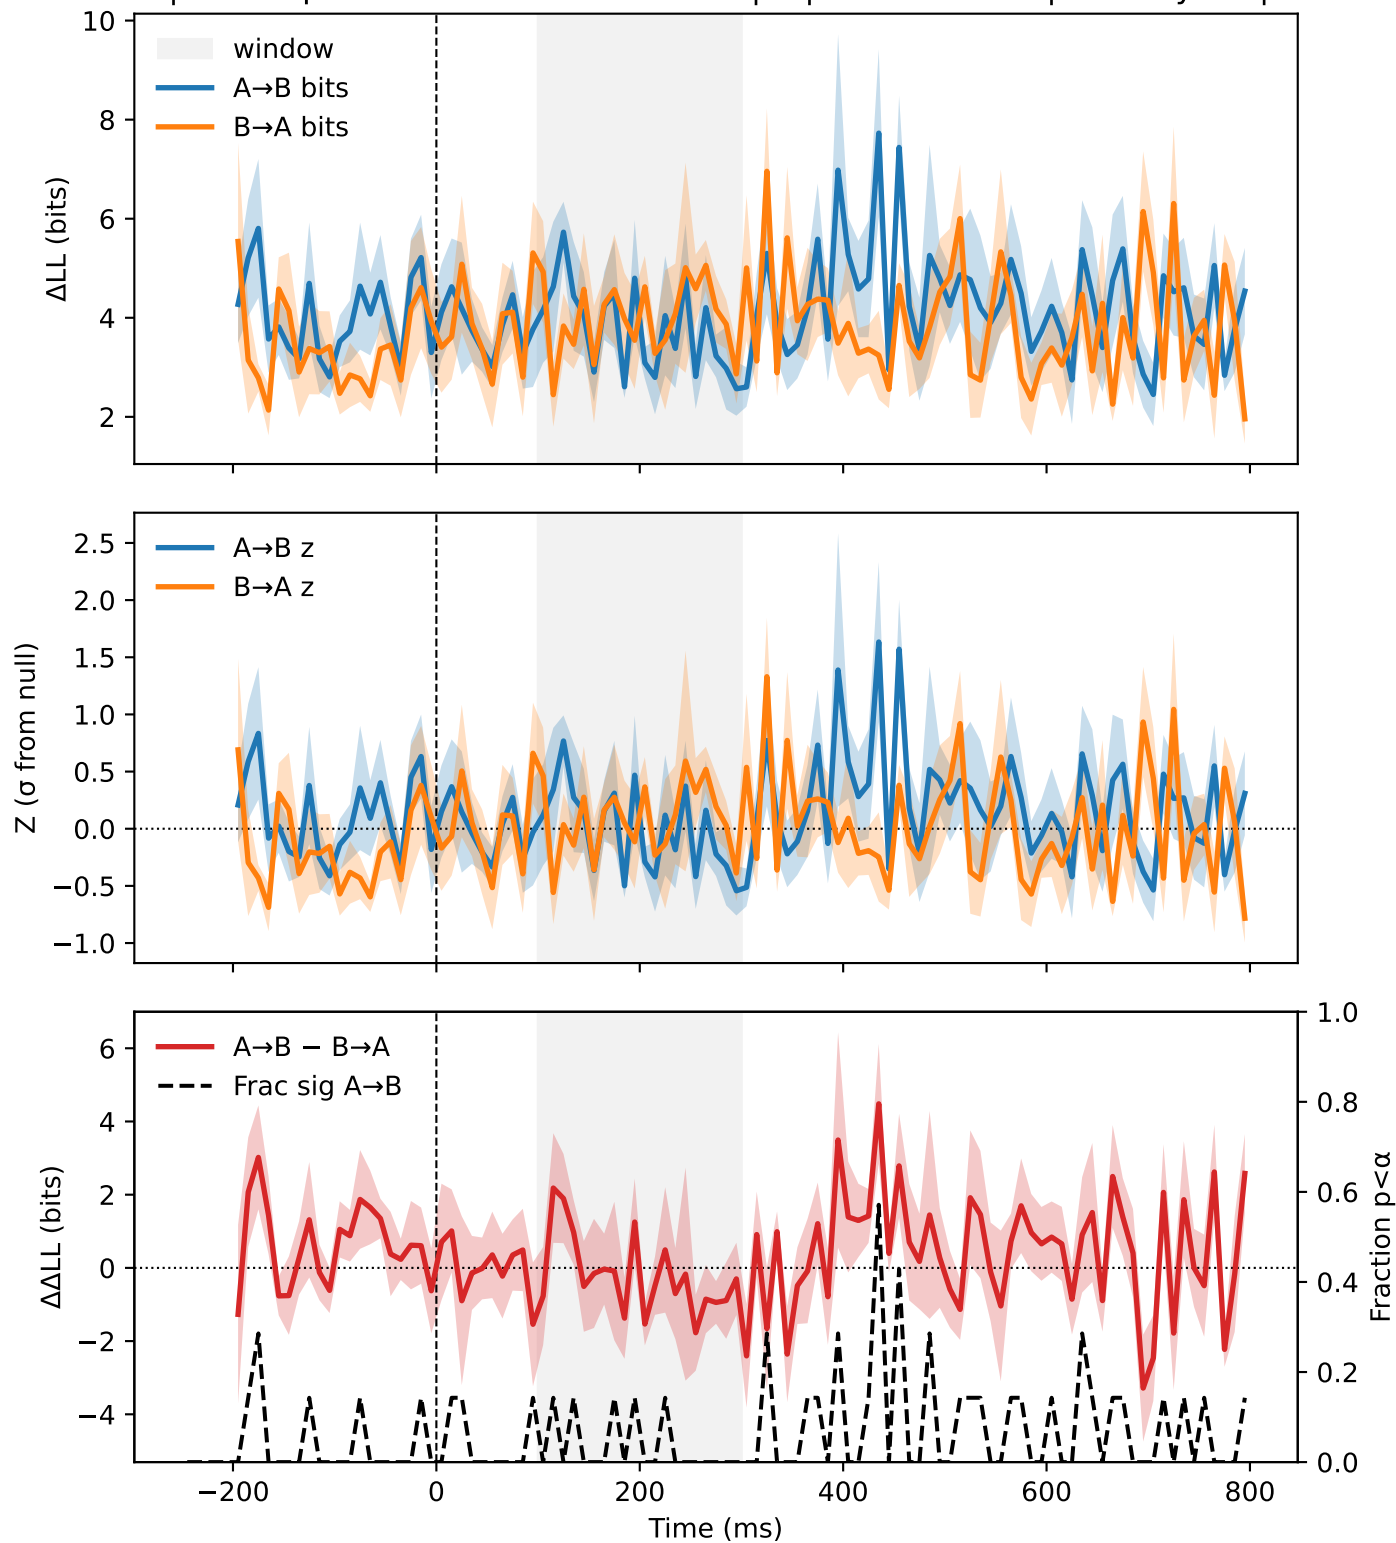 10
8
6
4
2
ΔLL (bits)
window
A→B bits
B→A bits
2.5
2.0
1.5
1.0
0.5
0.0
−0.5
−1.0
Z (σ from null)
A→B z
B→A z
6
4
2
0
−2
−4
ΔΔLL (bits)
A→B − B→A
Frac sig A→B
1.0
0.8
0.6
0.4
0.2
0.0
Fraction p<α
−200 0 200 400 600 800
Time (ms)